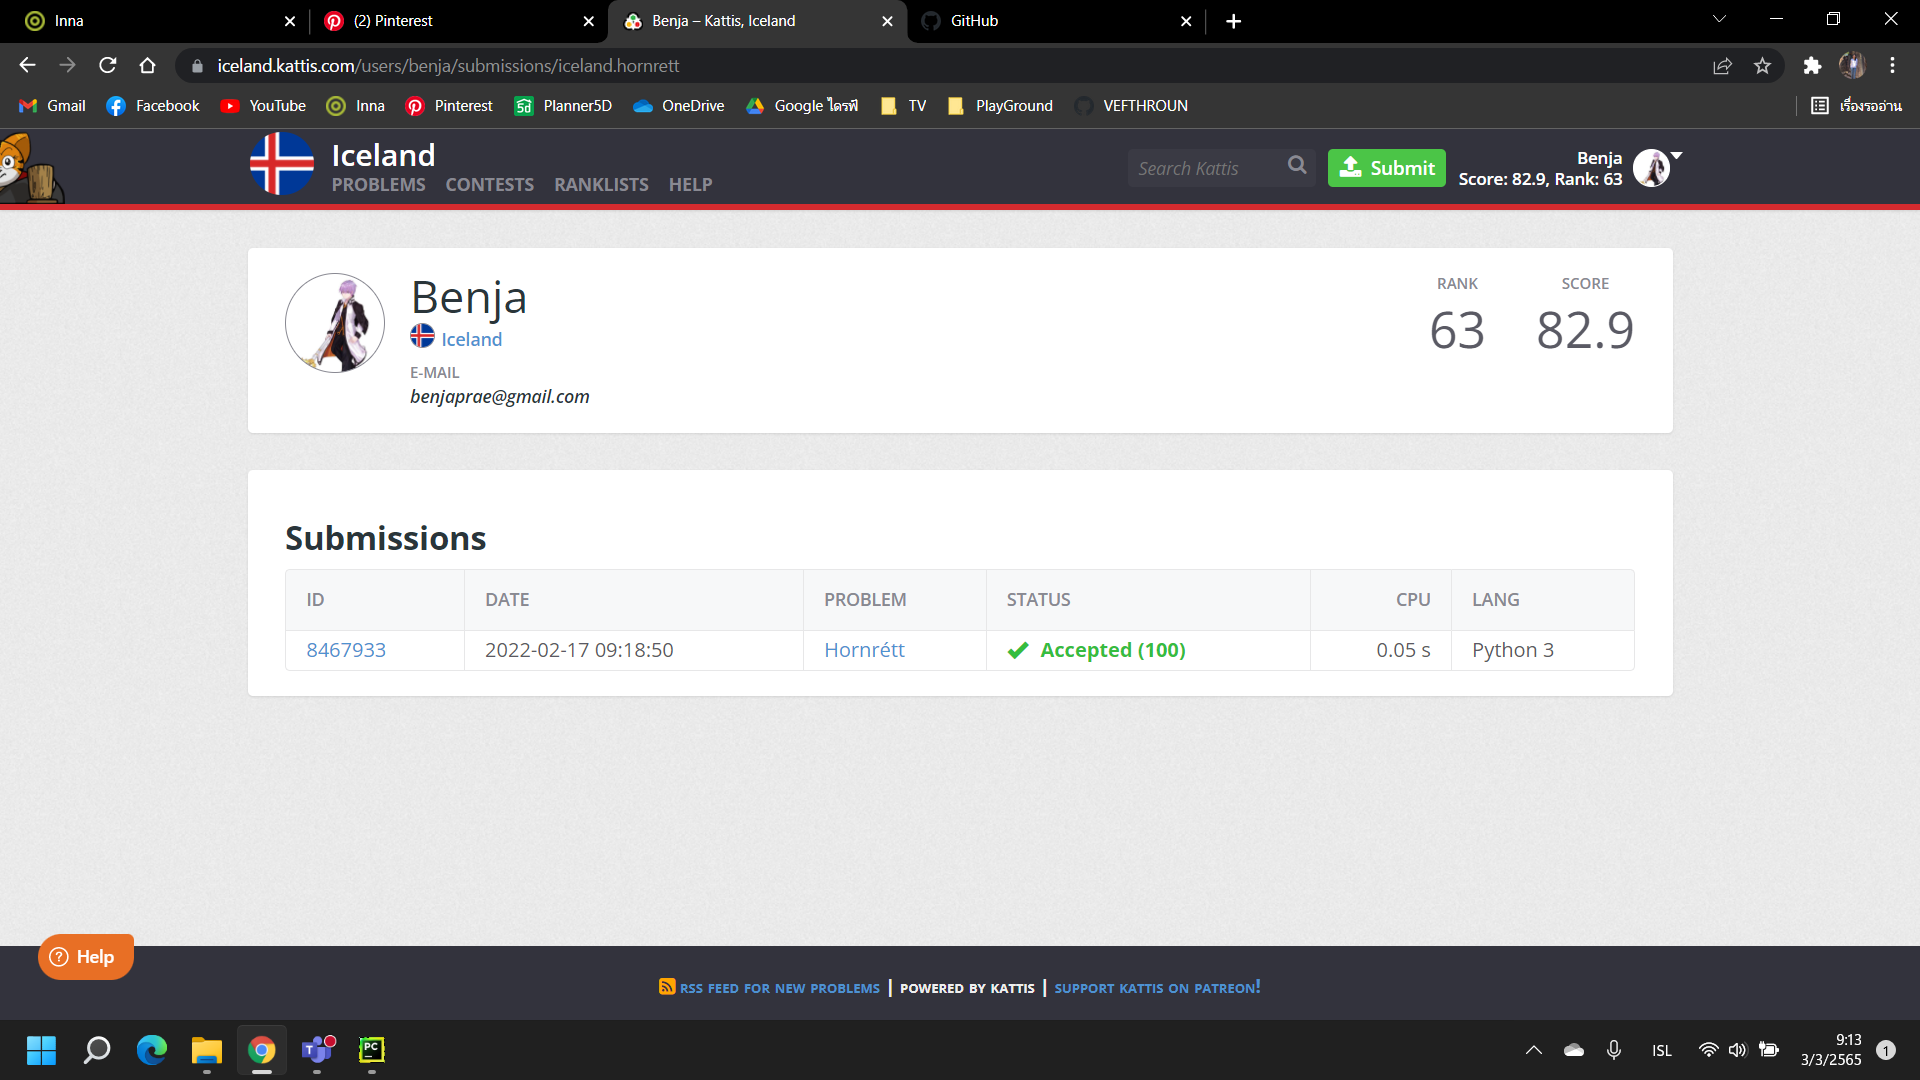 Inna
(2) Pinterest
Benja – Kattis, Iceland
GitHub
iceland.kattis.com/users/benja/submissions/iceland.hornrett
Gmail Facebook YouTube Inna Pinterest Planner5D OneDrive Google ไดรฟ์ TV PlayGround VEFTHROUN เรื่องรออ่าน
Iceland
PROBLEMS CONTESTS RANKLISTS HELP
Search Kattis
Submit
Benja
Score: 82.9, Rank: 63
Benja
Iceland
E-MAIL
benjaprae@gmail.com
RANK
63
SCORE
82.9
Submissions
ID DATE PROBLEM STATUS CPU LANG
8467933 2022-02-17 09:18:50 Hornrétt Accepted (100) 0.05 s Python 3
Help
RSS FEED FOR NEW PROBLEMS | POWERED BY KATTIS | SUPPORT KATTIS ON PATREON!
PC
ISL
9:13
3/3/2565
1